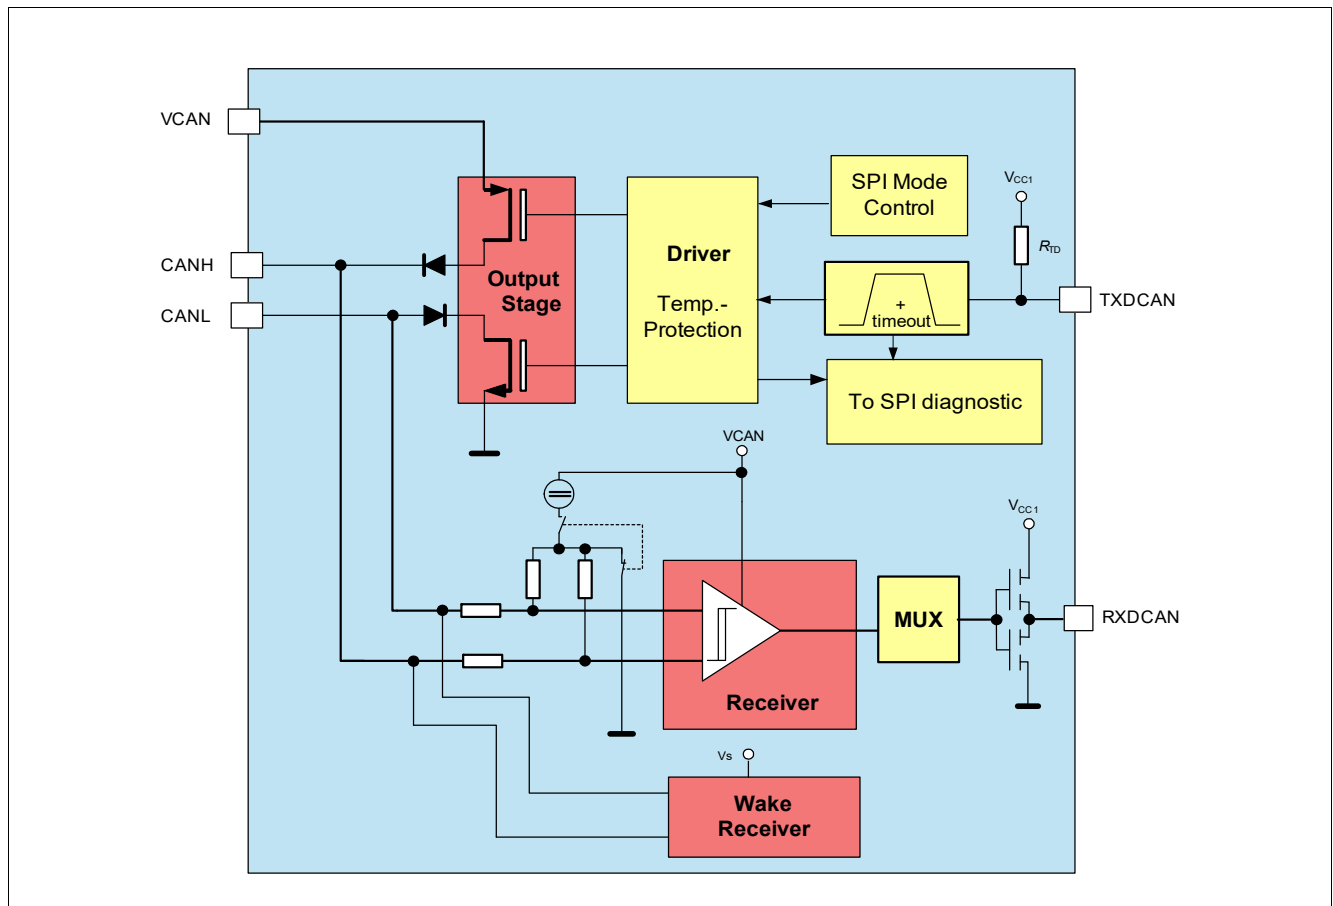 VCAN
SPI Mode
Control
VCC1
RTD
CANH
Driver
Output
Stage
CANL
Temp.-
Protection
+
timeout
TXDCAN
To SPI diagnostic
VCAN
VCC1
MUX
RXDCAN
Receiver
Vs
Wake
Receiver